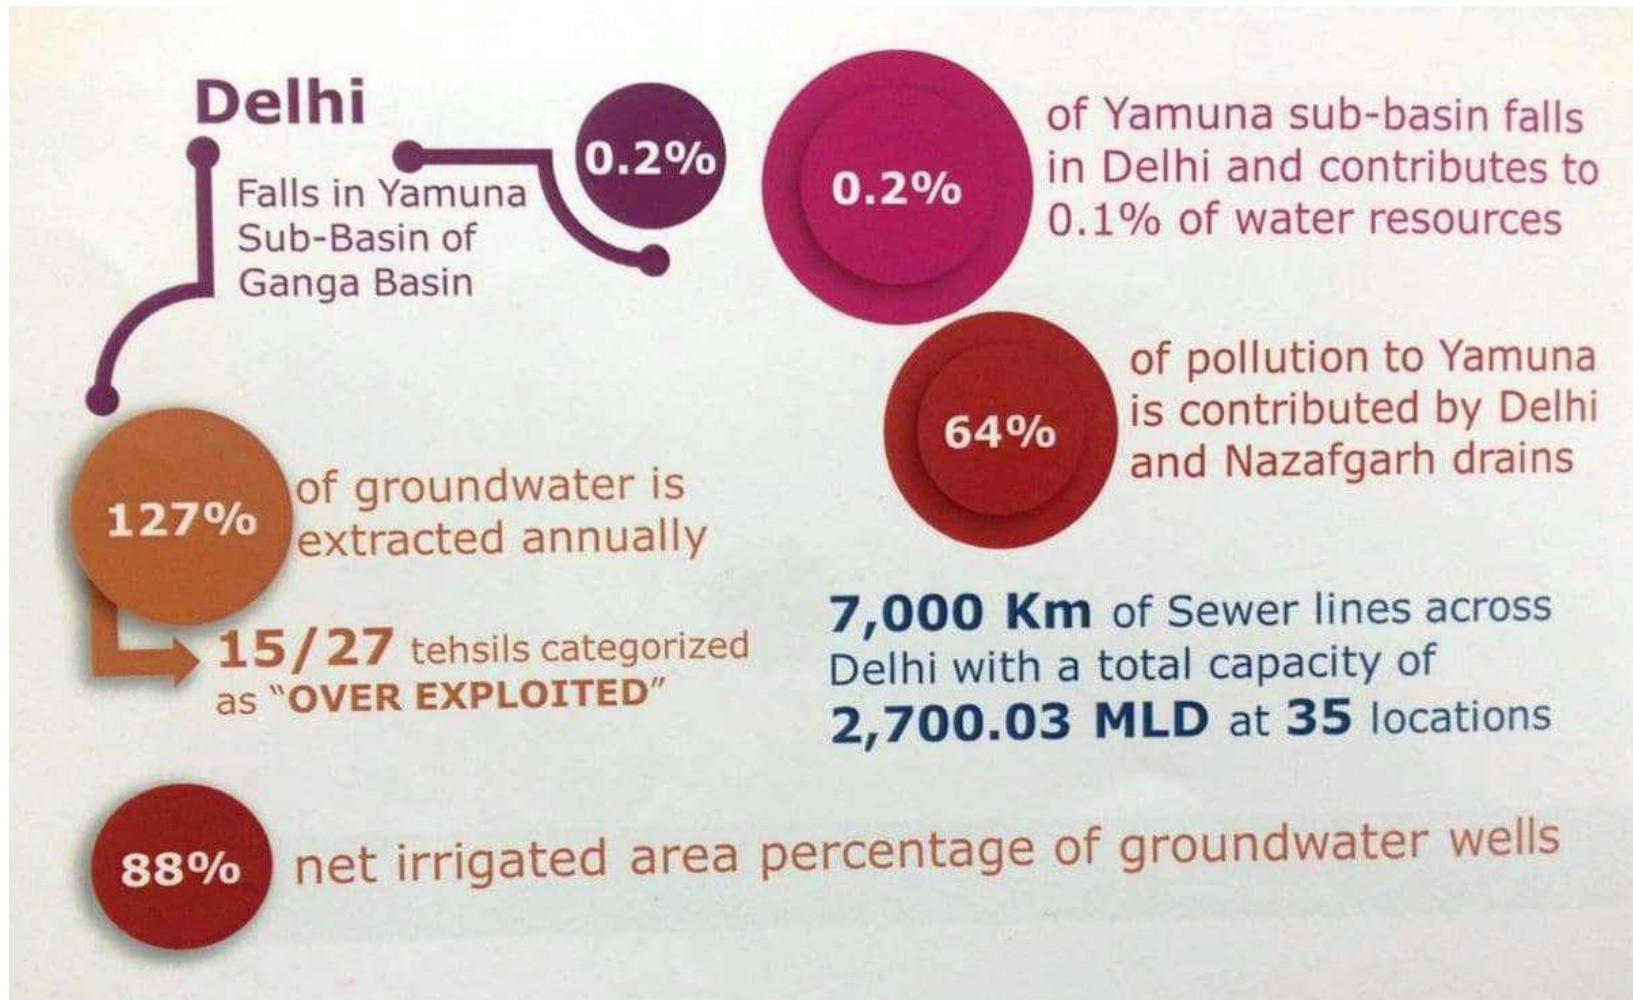 Delhi
Falls in Yamuna
Sub-Basin of
Ganga Basin
0.2%
0.2%
of Yamuna sub-basin falls
in Delhi and contributes to
0.1% of water resources
64%
of pollution to Yamuna
is contributed by Delhi
and Nazafgarh drains
127%
of groundwater is
extracted annually
15/27 tehsils categorized
as "OVER EXPLOITED"
7,000 Km of Sewer lines across
Delhi with a total capacity of
2,700.03 MLD at 35 locations
88%
net irrigated area percentage of groundwater wells